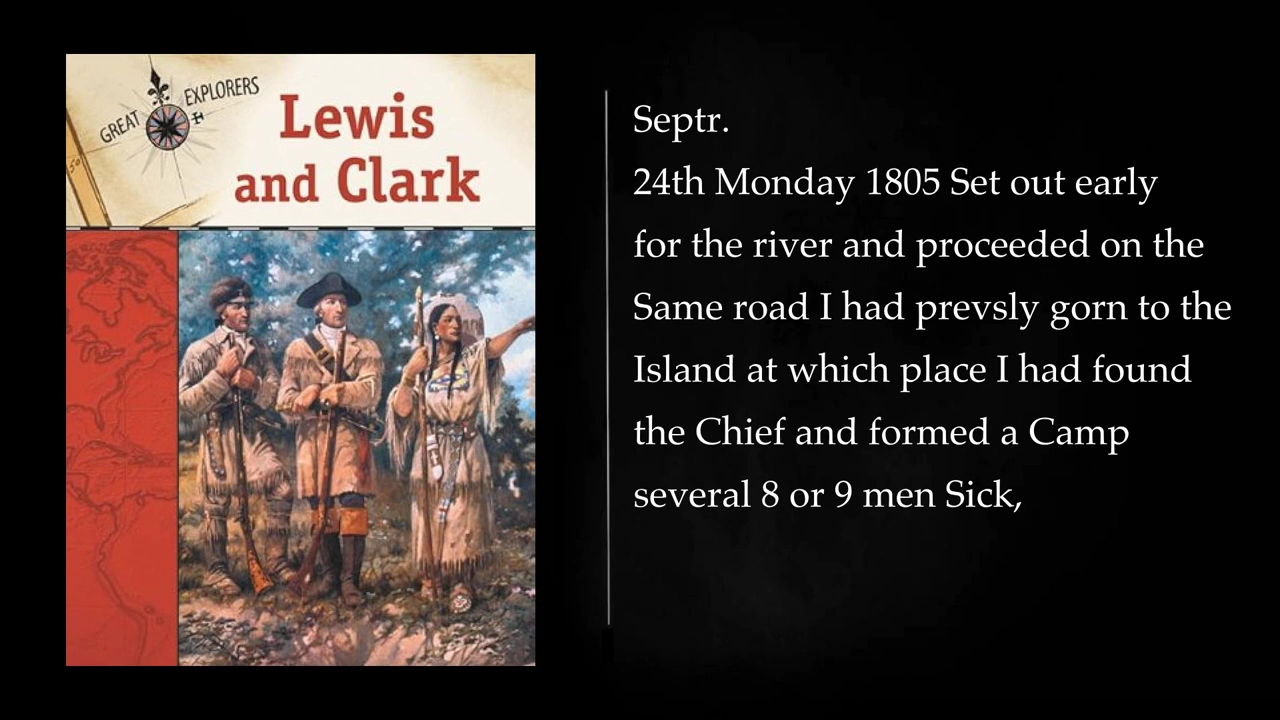 GREAT EXPLORERS
Lewis
and Clark
50
Septr.
24th Monday 1805 Set out early
for the river and proceeded on the
Same road I had prevsly gorn to the
Island at which place I had found
the Chief and formed a Camp
several 8 or 9 men Sick,